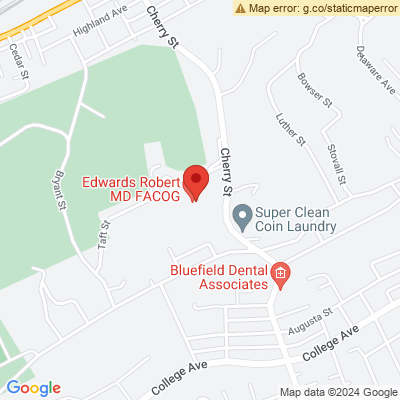 Map error: g.co/staticmaperror
Highland Ave
Cherry St
Cedar St
Delaware Ave
Bowser St
Luther St
Stovall St
Bryant St
Cherry St
Edwards Robert
MD FACOG
Taft St
Super Clean
Coin Laundry
Bluefield Dental
Associates
Augusta St
College Ave
College Ave
Google
Map data ©2024 Google